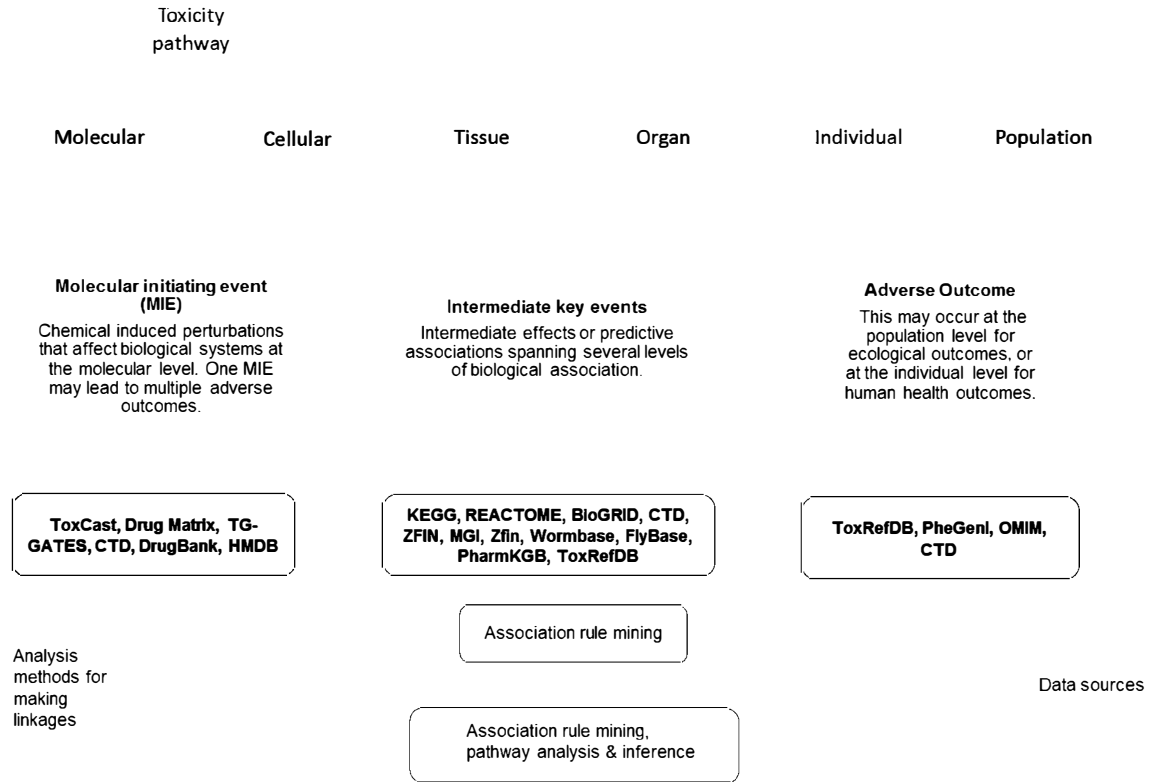 Toxicity
pathway
Molecular
Cellular
Tissue
Organ
Individual
Population
Molecular initiating event
(MIE)
Chemical induced perturbations
that affect biological systems at
the molecular level. One MIE
may lead to multiple adverse
outcomes.
Intermediate key events
Intermediate effects or predictive
associations spanning several levels
of biological association.
Adverse Outcome
This may occur at the
population level for
ecological outcomes, or
at the individual level for
human health outcomes.
ToxCast, Drug Matrix, TG-
GATES, CTD, DrugBank, HMDB
KEGG, REACTOME, BioGRID, CTD,
ZFIN, MGI, Zfin, Wormbase, FlyBase,
PharmKGB, ToxRefDB
ToxRefDB, PheGenI, OMIM,
CTD
Association rule mining
Analysis
methods for
making
linkages
Data sources
Association rule mining,
pathway analysis & inference